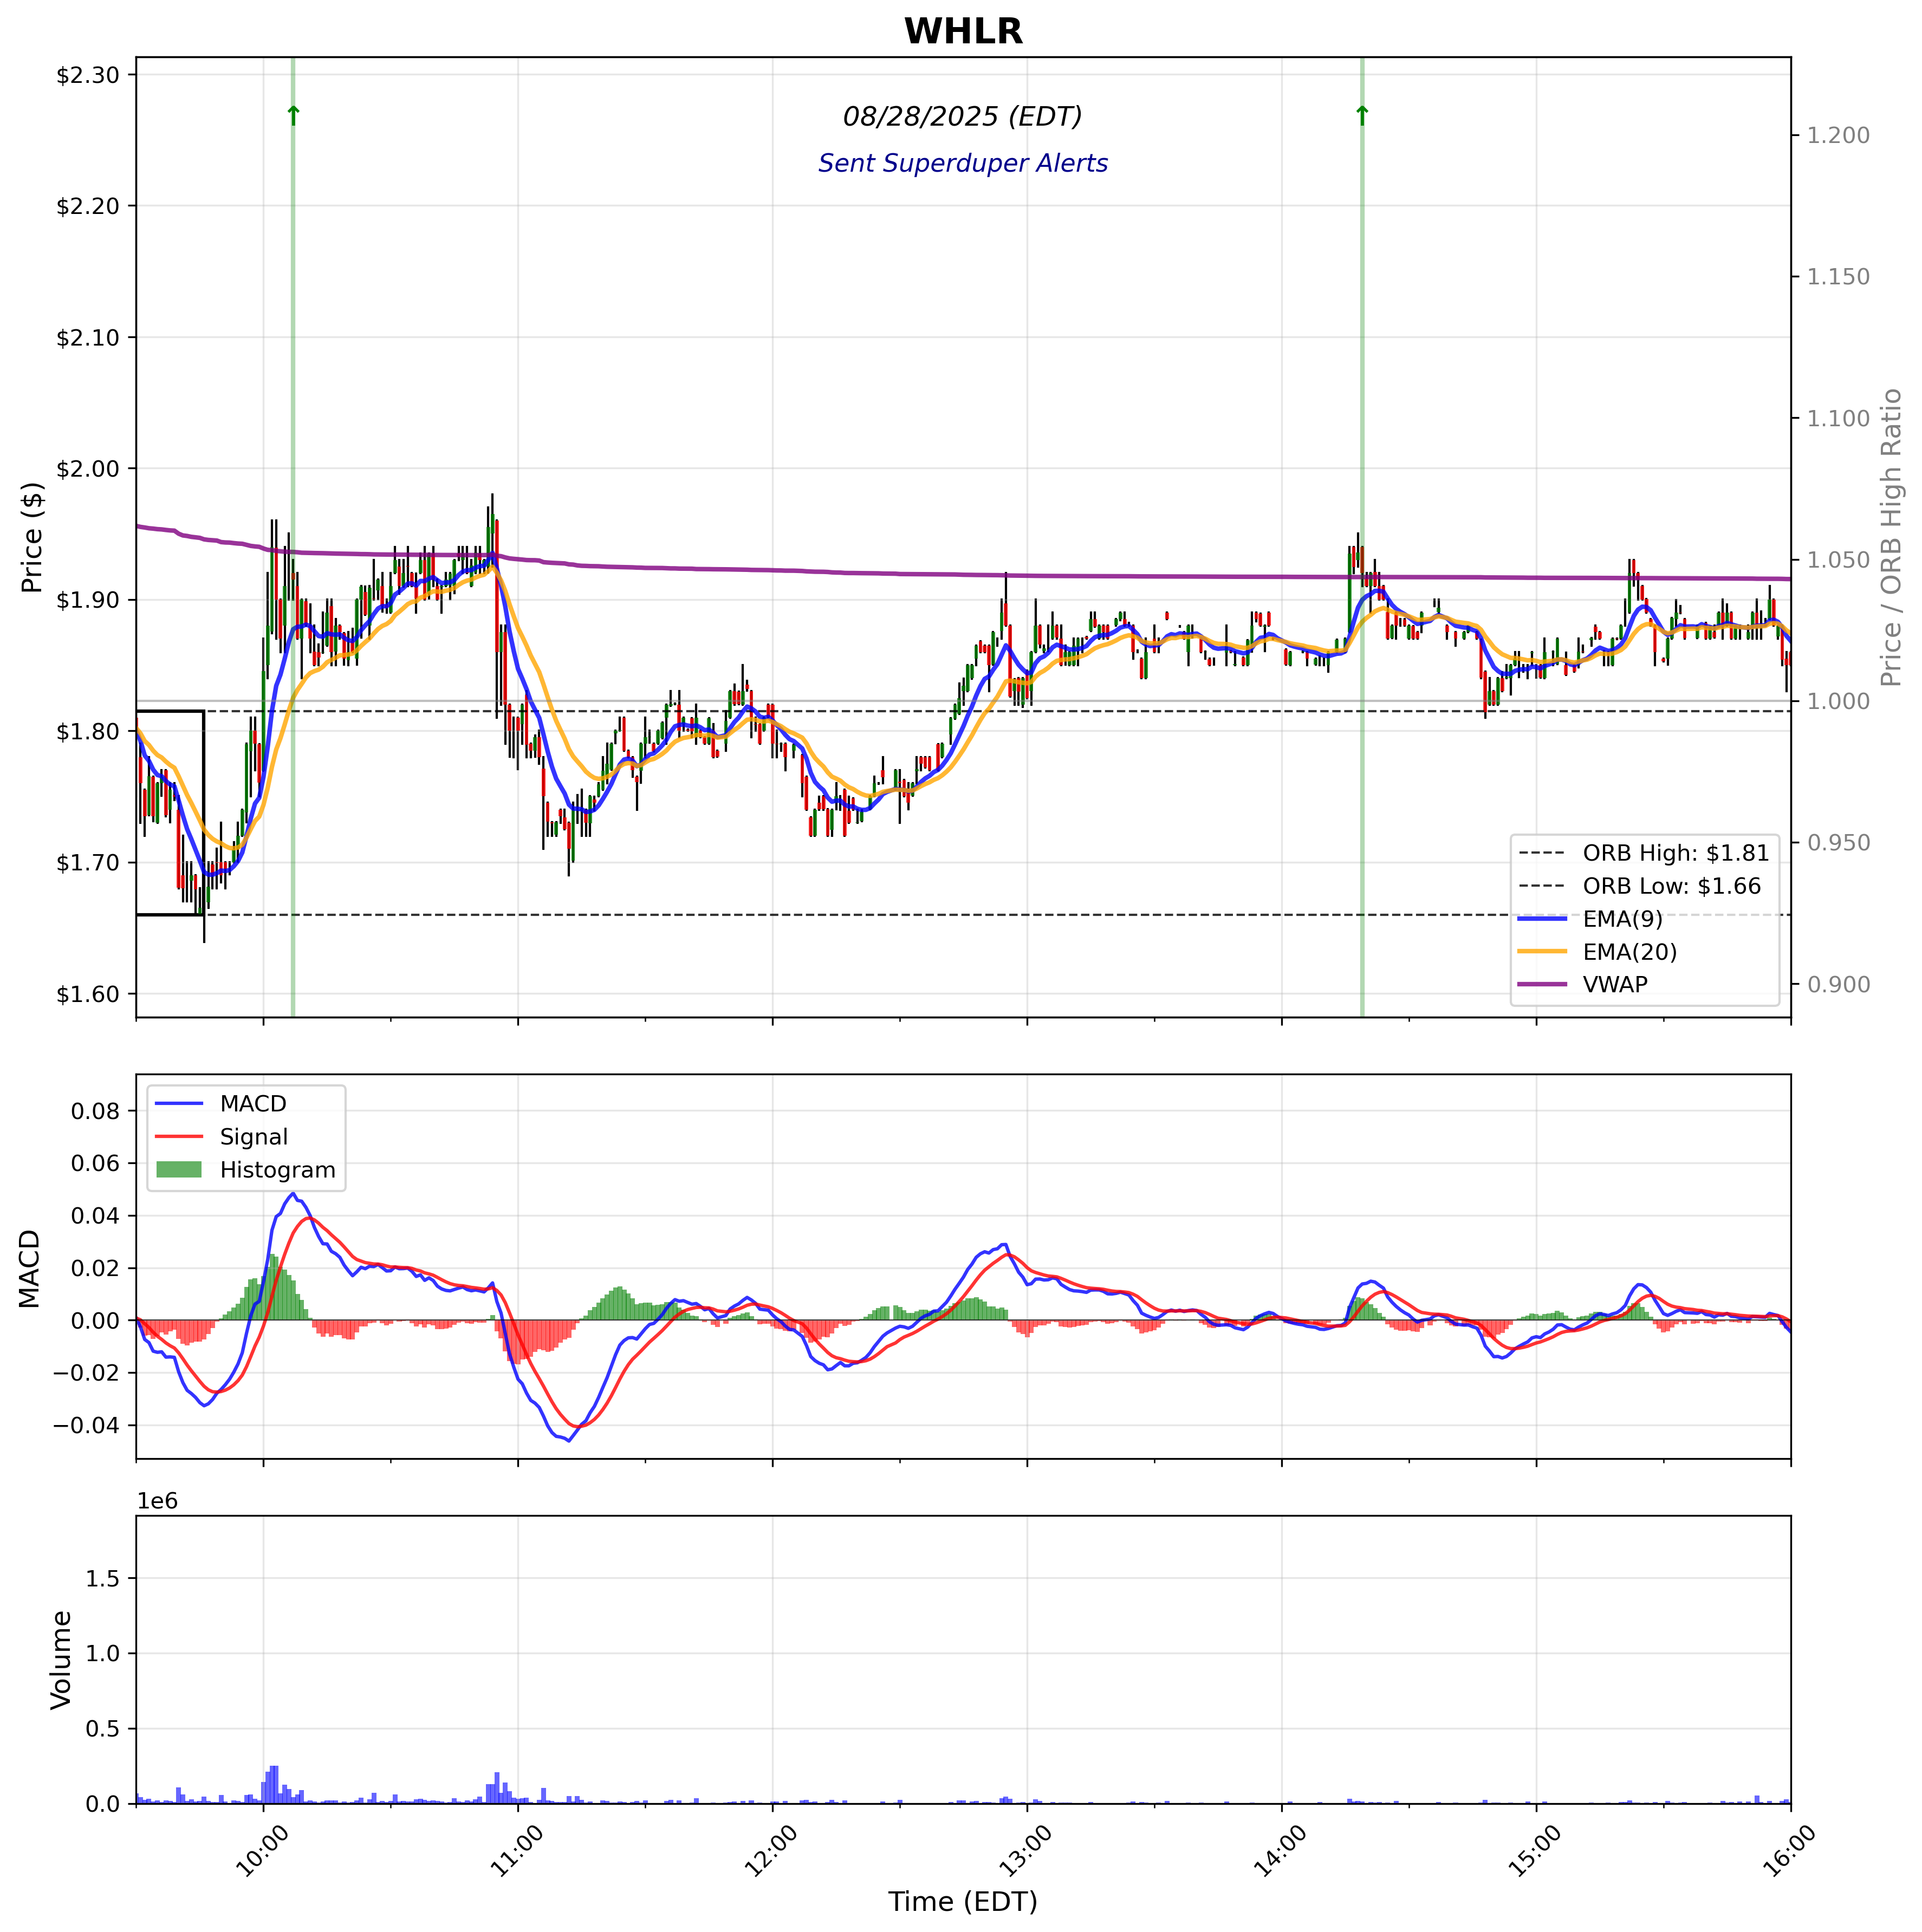 WHLR
08/28/2025 (EDT)
Sent Superduper Alerts
↑
↑
Price ($)
$2.30
$2.20
$2.10
$2.00
$1.90
$1.80
$1.70
$1.60
Price / ORB High Ratio
1.200
1.150
1.100
1.050
1.000
0.950
0.900
ORB High: $1.81
ORB Low: $1.66
EMA(9)
EMA(20)
VWAP
MACD
0.08
0.06
0.04
0.02
0.00
−0.02
−0.04
MACD
Signal
Histogram
1e6
Volume
1.5
1.0
0.5
0.0
10:00
11:00
12:00
13:00
14:00
15:00
16:00
Time (EDT)